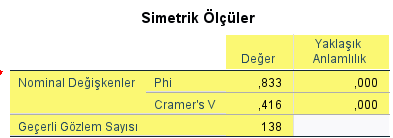 Simetrik Ölçüler
Değer Yaklaşık Anlamlılık
Nominal Değişkenler Phi ,833 ,000
Cramer's V ,416 ,000
Geçerli Gözlem Sayısı 138